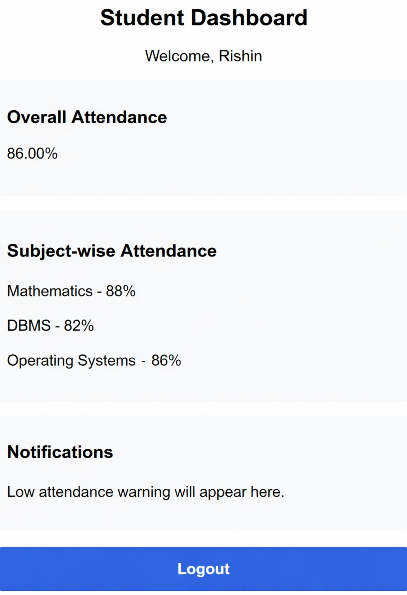 Student Dashboard
Welcome, Rishin
Overall Attendance
86.00%
Subject-wise Attendance
Mathematics - 88%
DBMS - 82%
Operating Systems - 86%
Notifications
Low attendance warning will appear here.
Logout